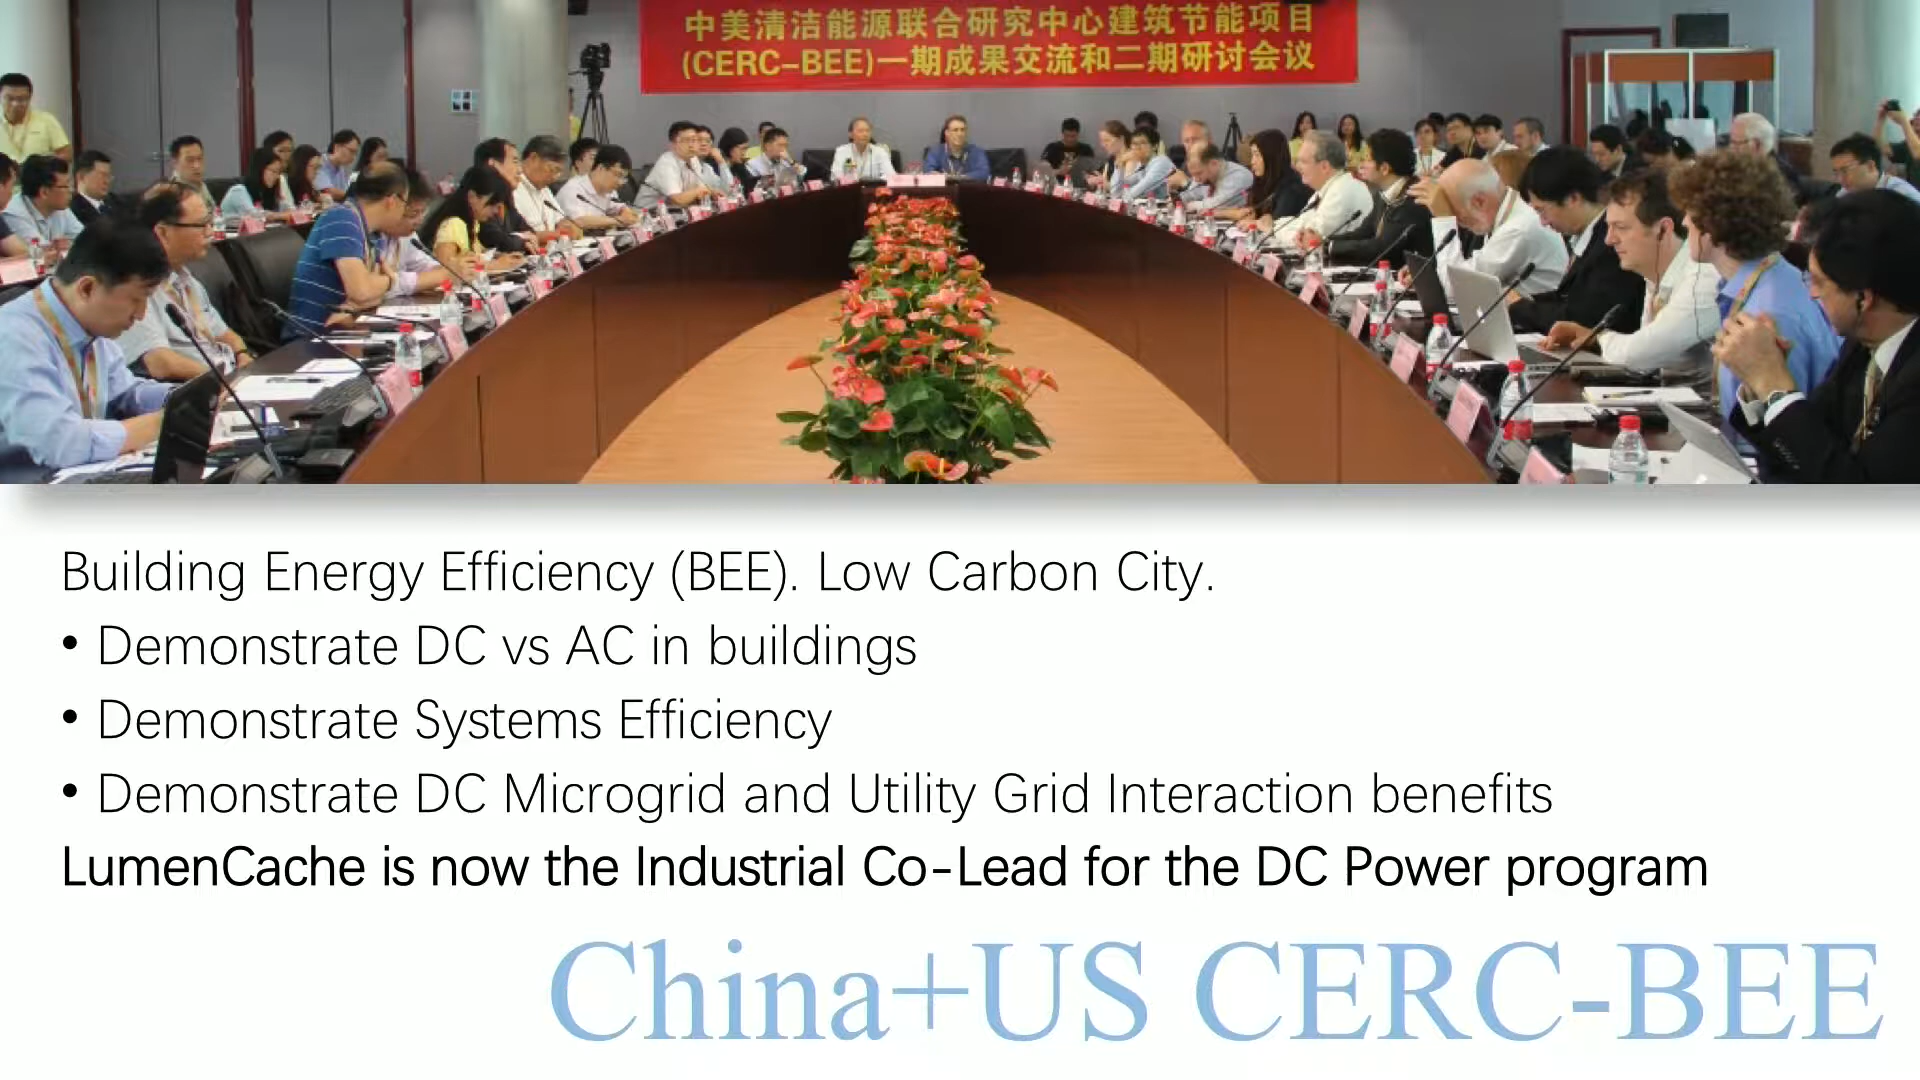 中美清洁能源联合研究中心建筑节能项目
(CERC-BEE)一期成果交流和二期研讨会议
Building Energy Efficiency (BEE). Low Carbon City.
• Demonstrate DC vs AC in buildings
• Demonstrate Systems Efficiency
• Demonstrate DC Microgrid and Utility Grid Interaction benefits
LumenCache is now the Industrial Co-Lead for the DC Power program
China+US CERC-BEE